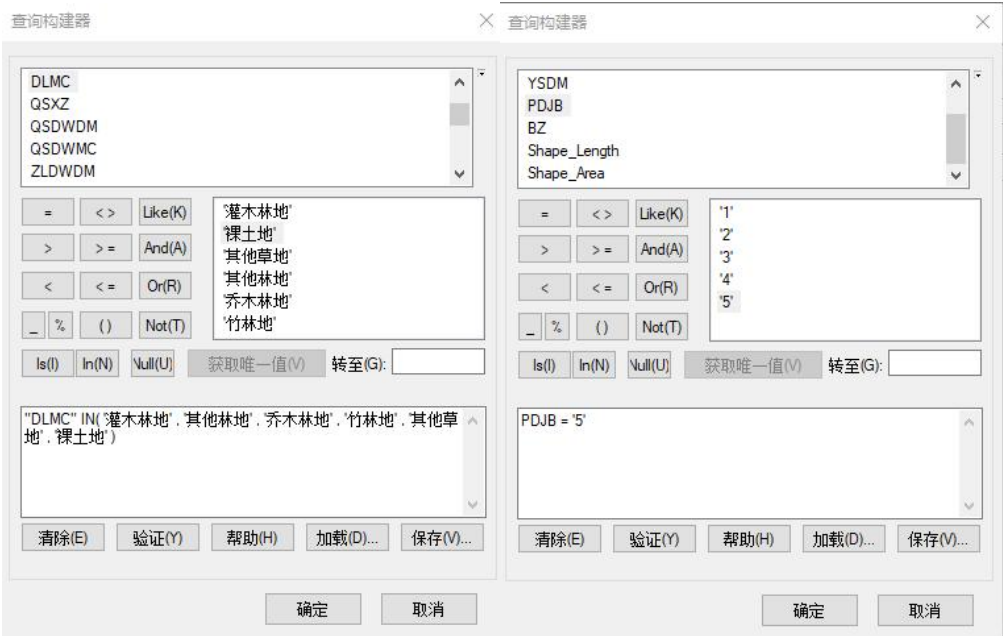 查询构建器
DLMC
QSXZ
QSDWDM
QSDWMC
ZLDWDM
= <> Like(K)
> >= And(A)
< <= Or(R)
_ % () Not(T)
'灌木林地'
'裸土地'
'其他草地'
'其他林地'
'乔木林地'
'竹林地'
Is(I) In(N) Null(U) 获取唯一值(V) 转至(G):
"DLMC" IN( '灌木林地' , '其他林地' , '乔木林地' , '竹林地' , '其他草
地' , '裸土地' )
清除(E) 验证(Y) 帮助(H) 加载(D)... 保存(V)...
确定 取消
查询构建器
YSDM
PDJB
BZ
Shape_Length
Shape_Area
= <> Like(K)
> >= And(A)
< <= Or(R)
_ % () Not(T)
'1'
'2'
'3'
'4'
'5'
Is(I) In(N) Null(U) 获取唯一值(V) 转至(G):
PDJB = '5'
清除(E) 验证(Y) 帮助(H) 加载(D)... 保存(V)...
确定 取消